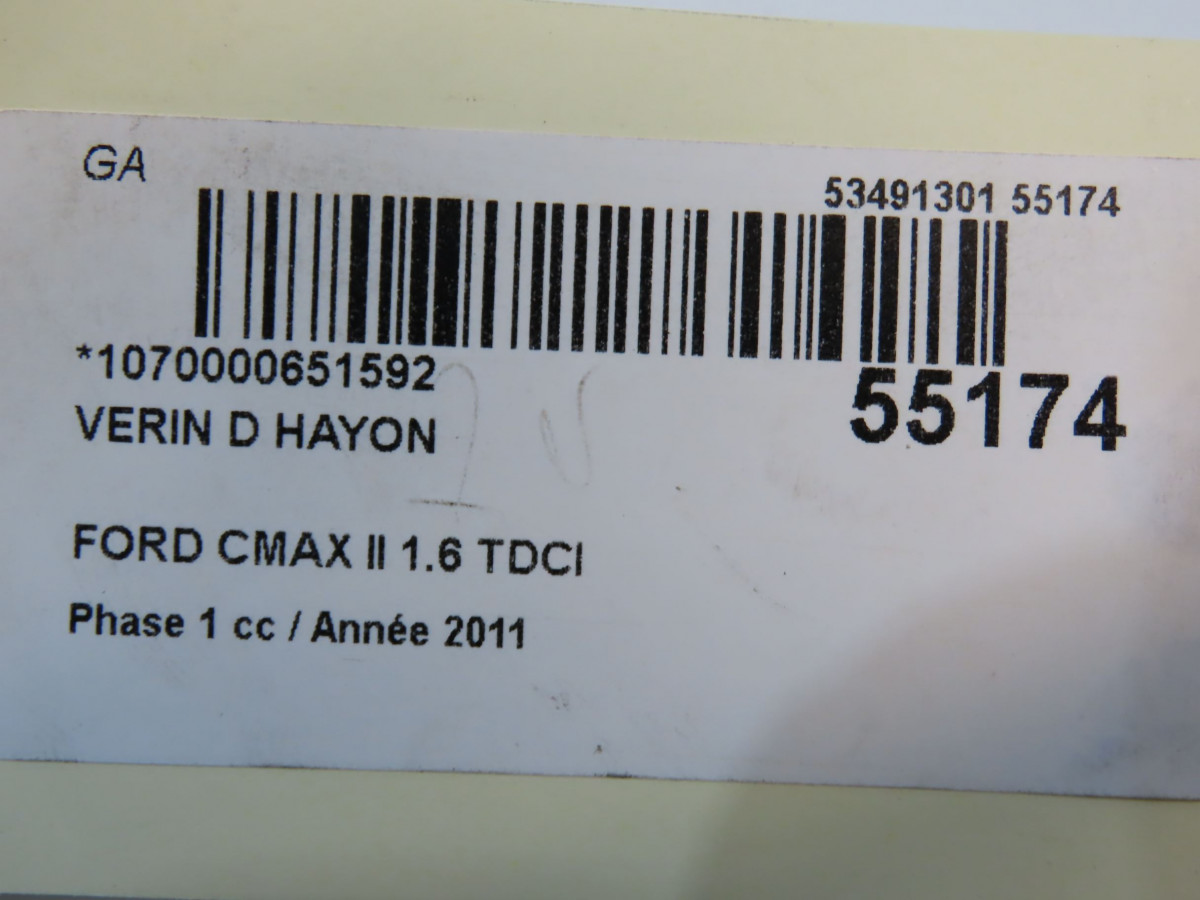 GA
53491301 55174
*1070000651592
55174
VERIN D HAYON
FORD CMAX II 1.6 TDCI
Phase 1 cc / Année 2011